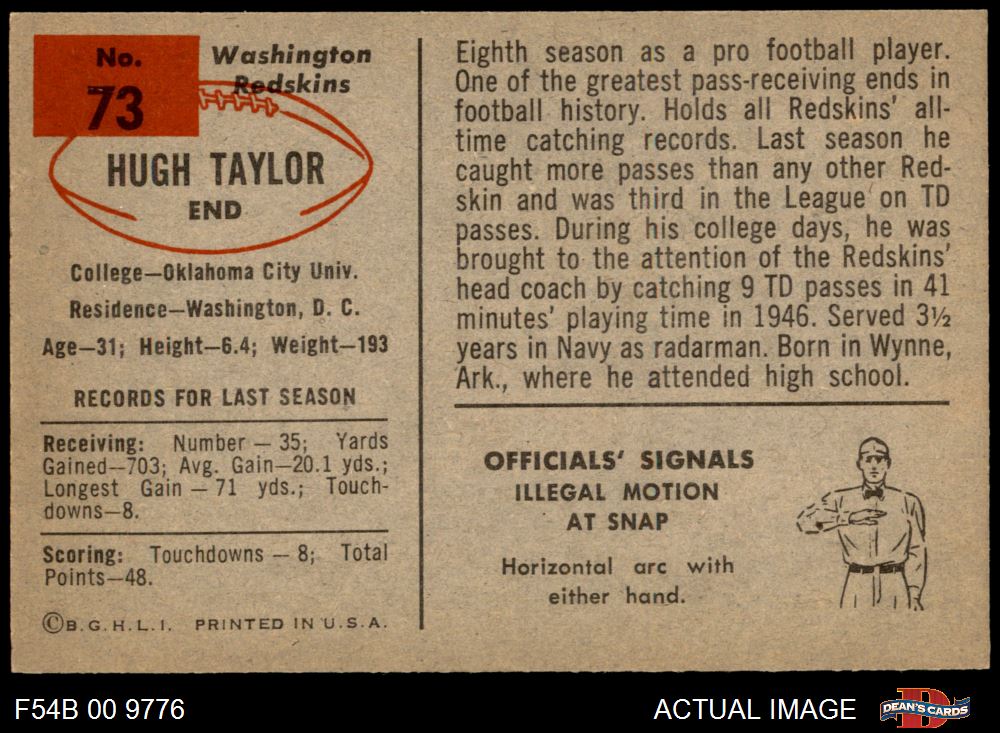 No.
73
Washington
Redskins
HUGH TAYLOR
END
College—Oklahoma City Univ.
Residence—Washington, D. C.
Age—31; Height—6.4; Weight—193
RECORDS FOR LAST SEASON
Receiving: Number — 35; Yards
Gained—703; Avg. Gain—20.1 yds.;
Longest Gain — 71 yds.; Touch-
downs—8.
Scoring: Touchdowns — 8; Total
Points—48.
©B.G.H.L.I. PRINTED IN U.S.A.
Eighth season as a pro football player.
One of the greatest pass-receiving ends in
football history. Holds all Redskins' all-
time catching records. Last season he
caught more passes than any other Red-
skin and was third in the League on TD
passes. During his college days, he was
brought to the attention of the Redskins'
head coach by catching 9 TD passes in 41
minutes' playing time in 1946. Served 3½
years in Navy as radarman. Born in Wynne,
Ark., where he attended high school.
OFFICIALS' SIGNALS
ILLEGAL MOTION
AT SNAP
Horizontal arc with
either hand.
F54B 00 9776
ACTUAL IMAGE
D
DEAN'S CARDS